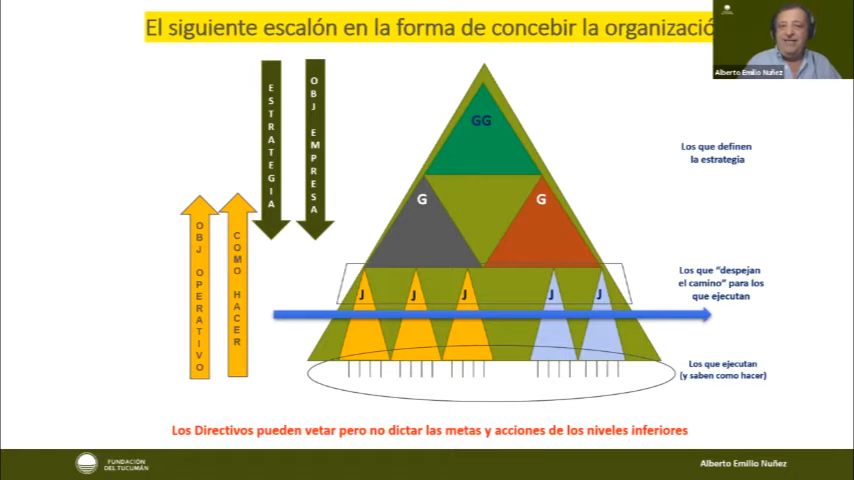 El siguiente escalón en la forma de concebir la organizació
Alberto Emilio Nuñez
ESTRATEGIA
OBJ EMPRESA
GG
Los que definen
la estrategia
G
G
OBJ OPERATIVO
COMO HACER
J
J
J
J
J
Los que “despejan
el camino” para los
que ejecutan
Los que ejecutan
(y saben como hacer)
Los Directivos pueden vetar pero no dictar las metas y acciones de los niveles inferiores
FUNDACIÓN
DEL TUCUMÁN
Alberto Emilio Nuñez